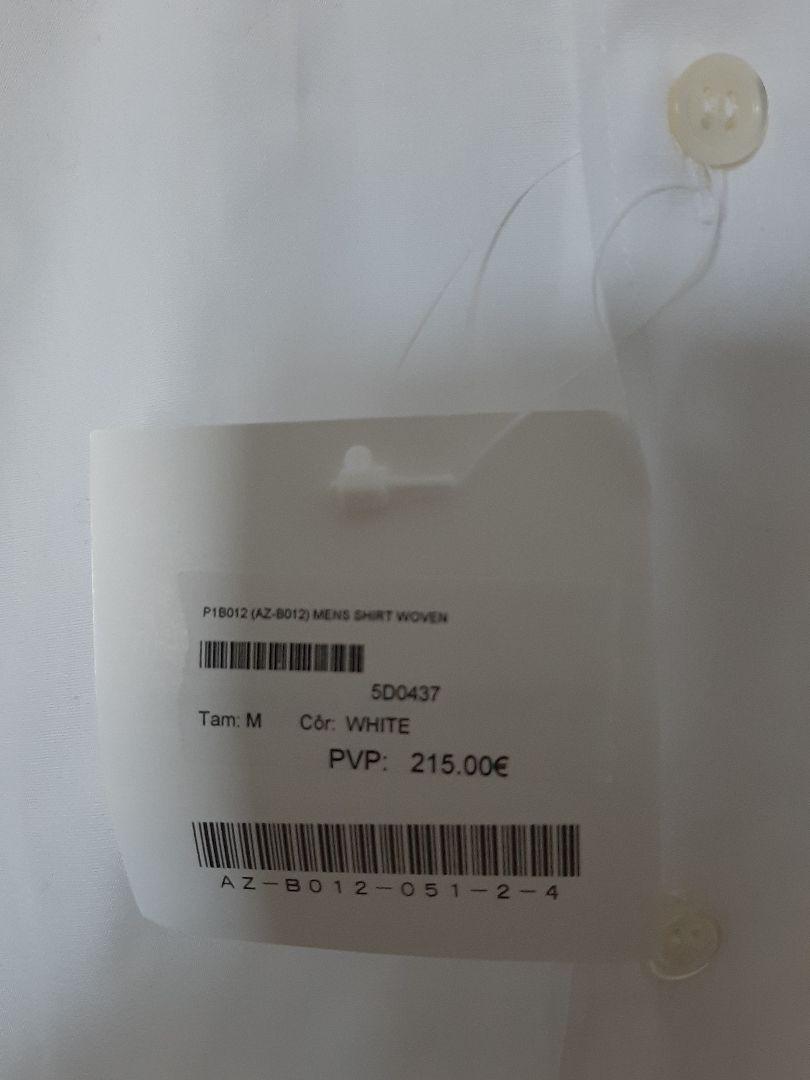 P1B012 (AZ-B012) MENS SHIRT WOVEN
5D0437
Tam: M Côr: WHITE
PVP: 215.00€
AZ-B012-051-2-4